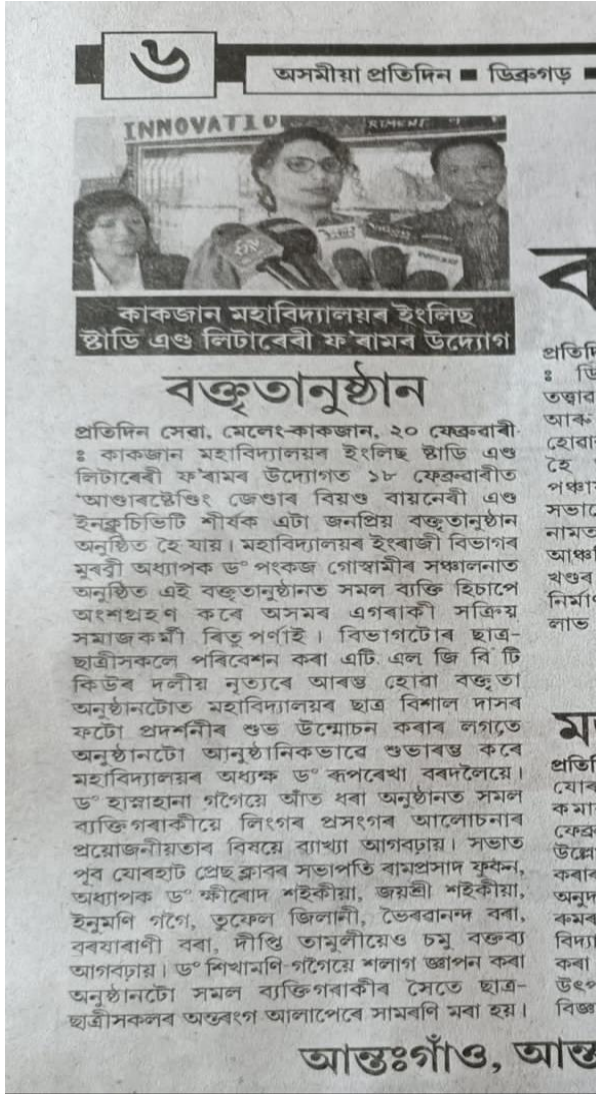 ৬
অসমীয়া প্ৰতিদিন ■ ডিব্ৰুগড় ■
INNOVATIO
কাকজান মহাবিদ্যালয়ৰ ইংলিছ
ষ্টাডি এণ্ড লিটাৰেৰী ফ'ৰামৰ উদ্যোগ
বক্তৃতানুষ্ঠান
প্ৰতিদিন সেৱা, মেলেং-কাকজান, ২০ ফেব্ৰুৱাৰী
ঃ কাকজান মহাবিদ্যালয়ৰ ইংলিছ ষ্টাডি এণ্ড
লিটাৰেৰী ফ'ৰামৰ উদ্যোগত ১৮ ফেব্ৰুৱাৰীত
'আণ্ডাৰষ্টেণ্ডিং জেণ্ডাৰ বিয়ণ্ড বায়নেৰী এণ্ড
ইনক্লুচিভিটি শীৰ্ষক এটা জনপ্ৰিয় বক্তৃতানুষ্ঠান
অনুষ্ঠিত হৈ যায়। মহাবিদ্যালয়ৰ ইংৰাজী বিভাগৰ
মুৰব্বী অধ্যাপক ড° পংকজ গোস্বামীৰ সঞ্চালনাত
অনুষ্ঠিত এই বক্তৃতানুষ্ঠানত সমল ব্যক্তি হিচাপে
অংশগ্ৰহণ কৰে অসমৰ এগৰাকী সক্ৰিয়
সমাজকৰ্মী ৰিতুপৰ্ণাই। বিভাগটোৰ ছাত্ৰ-
ছাত্ৰীসকলে পৰিবেশন কৰা এটি এল জি বি টি
কিউৰ দলীয় নৃত্যৰে আৰম্ভ হোৱা বক্তৃতা
অনুষ্ঠানটোত মহাবিদ্যালয়ৰ ছাত্ৰ বিশাল দাসৰ
ফটো প্ৰদৰ্শনীৰ শুভ উন্মোচন কৰাৰ লগতে
অনুষ্ঠানটো আনুষ্ঠানিকভাৱে শুভাৰম্ভ কৰে
মহাবিদ্যালয়ৰ অধ্যক্ষ ড° ৰূপৰেখা বৰদলৈয়ে।
ড° হাস্নাহানা গগৈয়ে আঁত ধৰা অনুষ্ঠানত সমল
ব্যক্তিগৰাকীয়ে লিংগৰ প্ৰসংগৰ আলোচনাৰ
প্ৰয়োজনীয়তাৰ বিষয়ে ব্যাখ্যা আগবঢ়ায়। সভাত
পূব যোৰহাট প্ৰেছ ক্লাবৰ সভাপতি ৰামপ্ৰসাদ ফুকন,
অধ্যাপক ড° ক্ষীৰোদ শইকীয়া, জয়শ্ৰী শইকীয়া,
ইনুমণি গগৈ, তুফেল জিলানী, ভৈৰৱানন্দ বৰা,
বৰযাৰাণী বৰা, দীপ্তি তামুলীয়েও চমু বক্তব্য
আগবঢ়ায়। ড° শিখামণি গগৈয়ে শলাগ জ্ঞাপন কৰা
অনুষ্ঠানটো সমল ব্যক্তিগৰাকীৰ সৈতে ছাত্ৰ-
ছাত্ৰীসকলৰ অন্তৰংগ আলাপেৰে সামৰণি মৰা হয়।
আন্তঃগাঁও, আন্ত